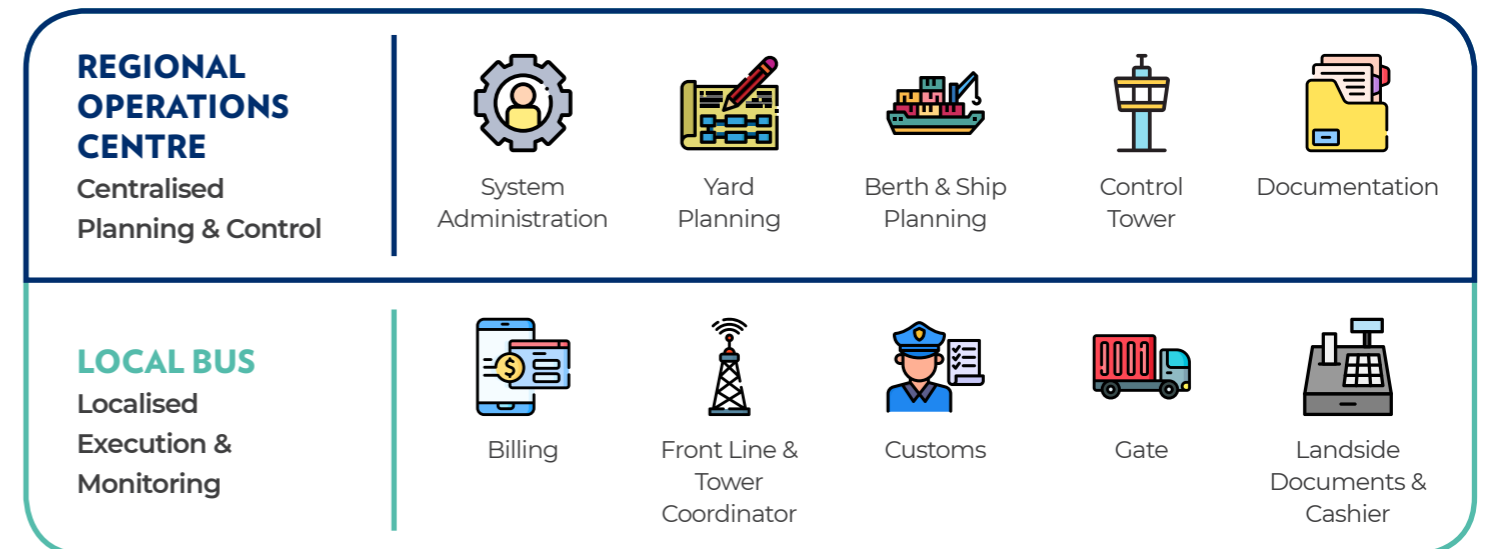 REGIONAL
OPERATIONS
CENTRE
Centralised
Planning & Control
System
Administration
Yard
Planning
Berth & Ship
Planning
Control
Tower
Documentation
LOCAL BUS
Localised
Execution &
Monitoring
$
Billing
Front Line &
Tower
Coordinator
Customs
Gate
Landside
Documents &
Cashier